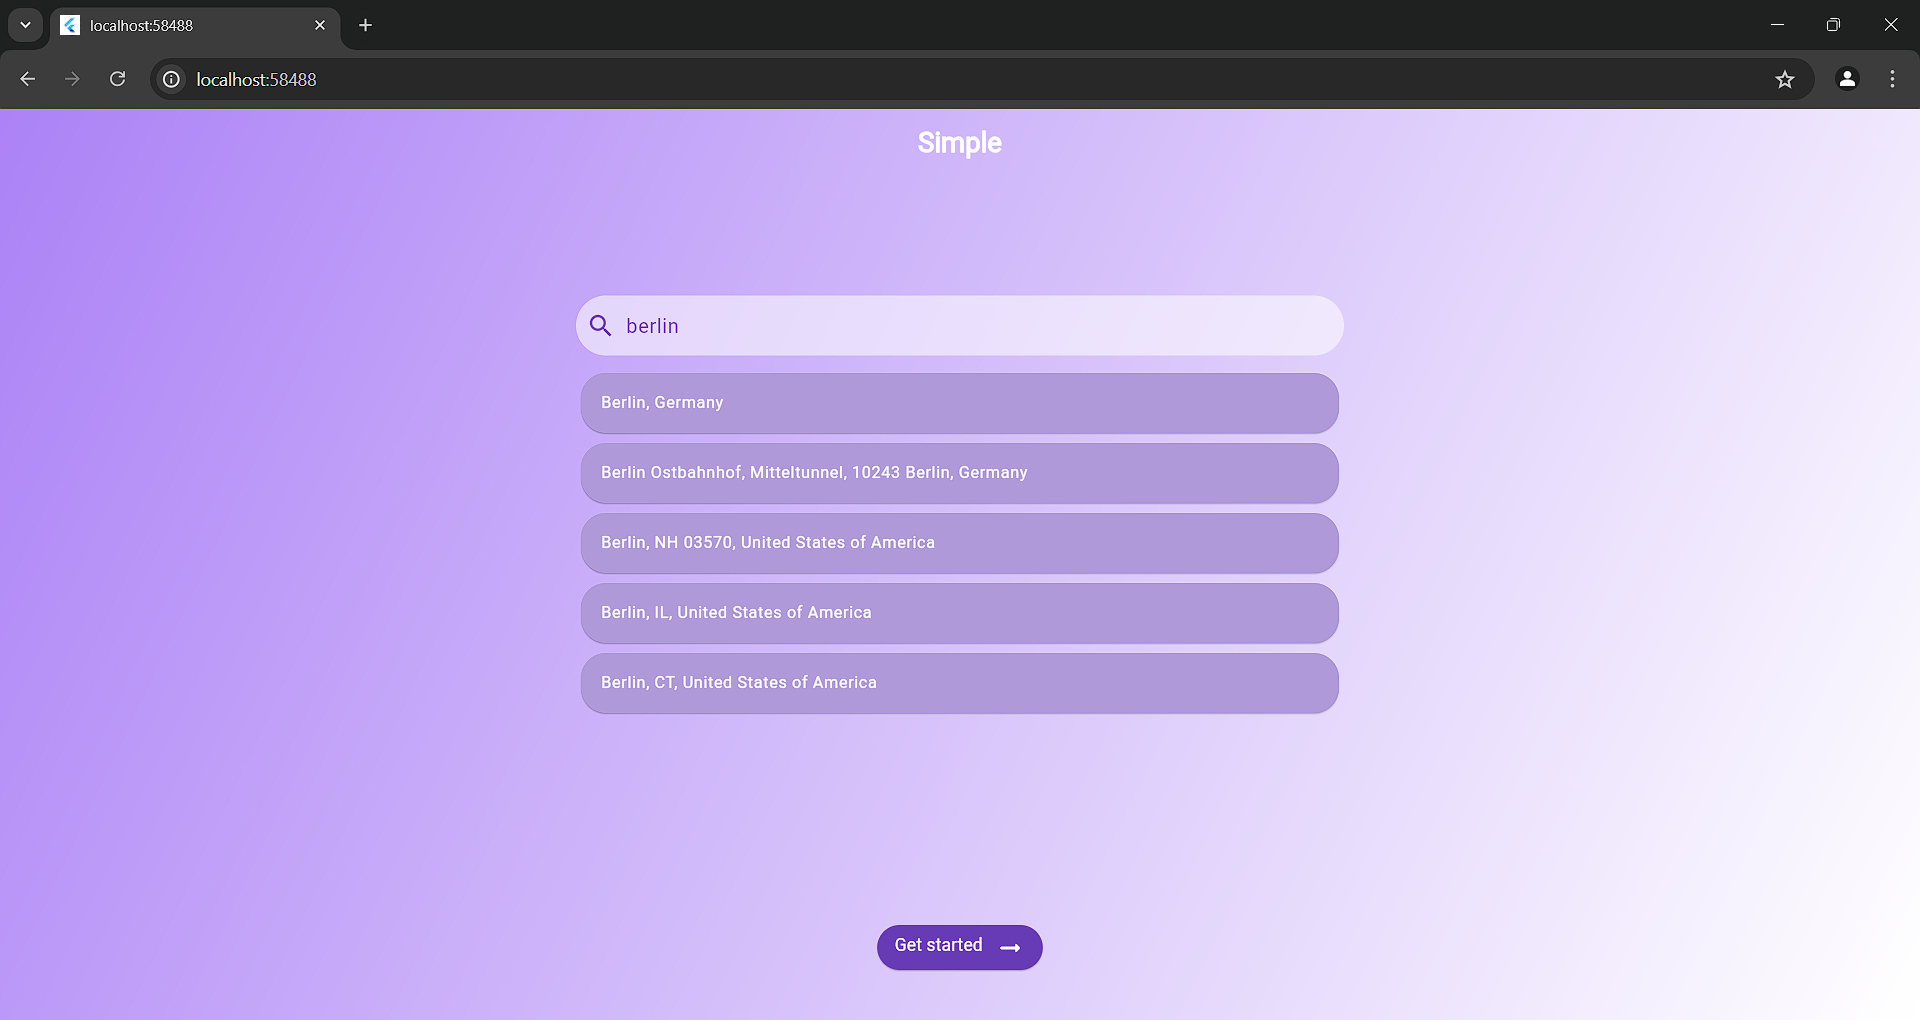 localhost:58488
localhost:58488
Simple
berlin
Berlin, Germany
Berlin Ostbahnhof, Mitteltunnel, 10243 Berlin, Germany
Berlin, NH 03570, United States of America
Berlin, IL, United States of America
Berlin, CT, United States of America
Get started